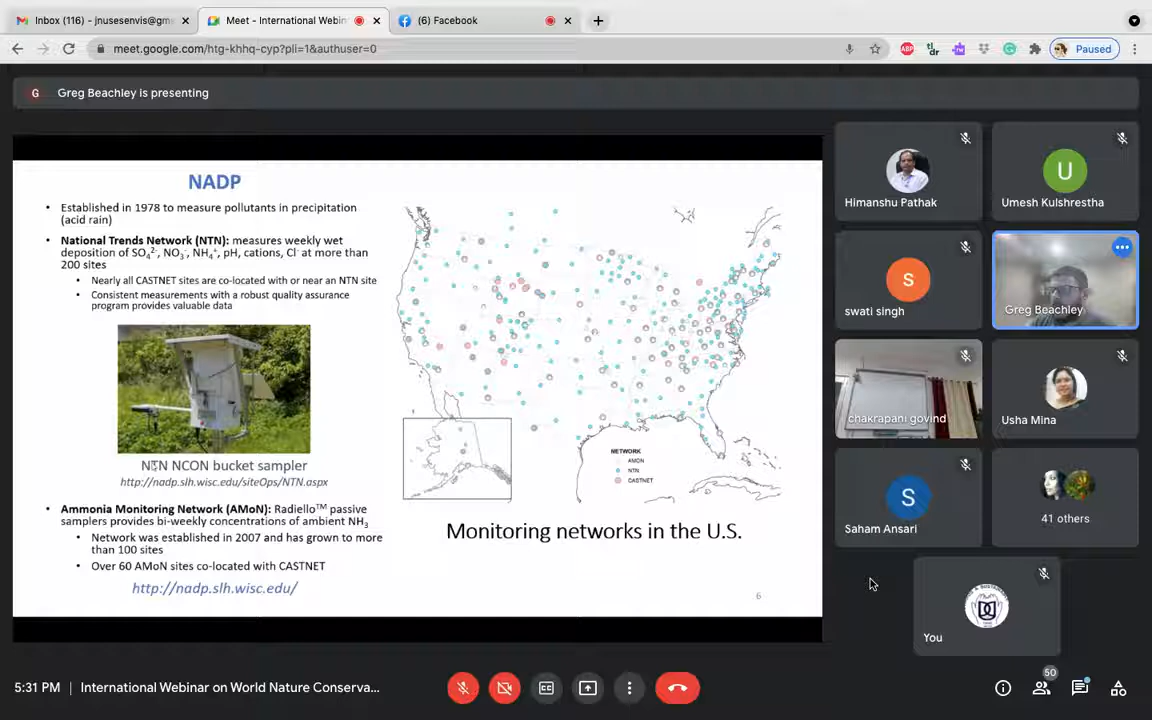 Inbox (116) - jnusesenvis@gm
Meet - International Webin
(6) Facebook
meet.google.com/htg-khhq-cyp?pli=1&authuser=0
ABP
tl;dr
Paused
G
Greg Beachley is presenting
NADP
• Established in 1978 to measure pollutants in precipitation
(acid rain)
• National Trends Network (NTN): measures weekly wet
deposition of SO₄²⁻, NO₃⁻, NH₄⁺, pH, cations, Cl⁻ at more than
200 sites
• Nearly all CASTNET sites are co-located with or near an NTN site
• Consistent measurements with a robust quality assurance
program provides valuable data
NTN NCON bucket sampler
http://nadp.slh.wisc.edu/siteOps/NTN.aspx
• Ammonia Monitoring Network (AMoN): Radiello™ passive
samplers provides bi-weekly concentrations of ambient NH₃
• Network was established in 2007 and has grown to more
than 100 sites
• Over 60 AMoN sites co-located with CASTNET
http://nadp.slh.wisc.edu/
NETWORK
AMON
NTN
CASTNET
Monitoring networks in the U.S.
6
Himanshu Pathak
U
Umesh Kulshrestha
S
swati singh
Greg Beachley
chakrapani govind
Usha Mina
S
Saham Ansari
41 others
You
5:31 PM | International Webinar on World Nature Conserva...
CC
50